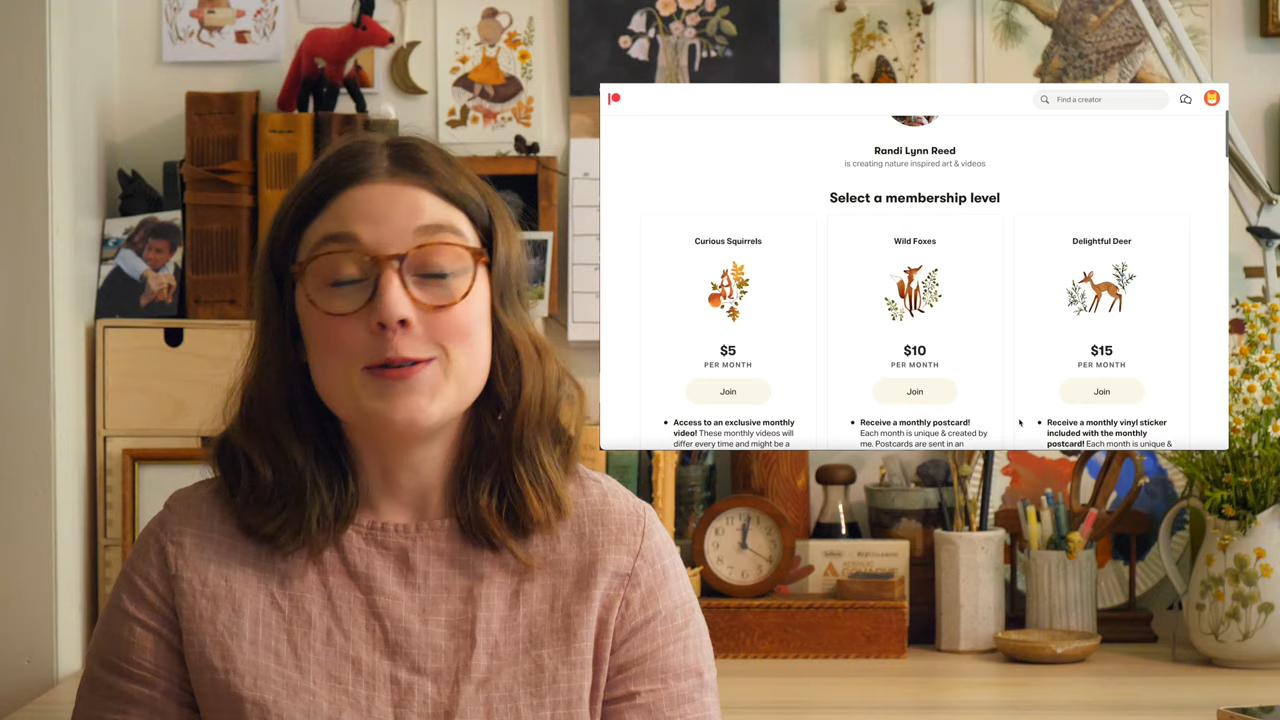 Find a creator
Randi Lynn Reed
is creating nature inspired art & videos
Select a membership level
Curious Squirrels
$5
PER MONTH
Join
Access to an exclusive monthly
video! These monthly videos will
differ every time and might be a
Wild Foxes
$10
PER MONTH
Join
Receive a monthly postcard!
Each month is unique & created by
me. Postcards are sent in an
Delightful Deer
$15
PER MONTH
Join
Receive a monthly vinyl sticker
included with the monthly
postcard! Each month is unique &